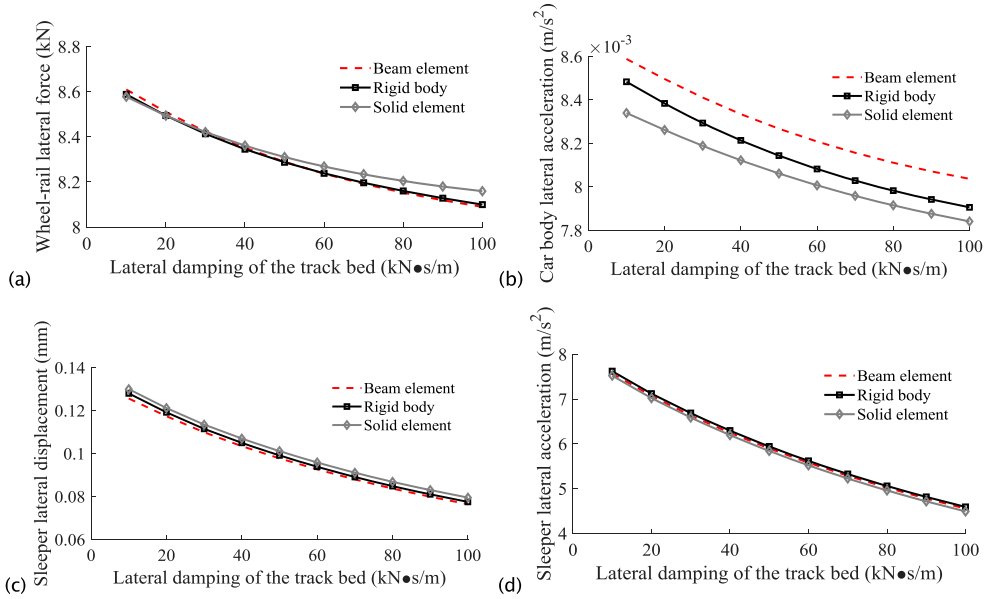 Wheel-rail lateral force (kN)
8.8
8.6
8.4
8.2
8
0
20
40
60
80
100
Beam element
Rigid body
Solid element
Lateral damping of the track bed (kN●s/m)
(a)
Car body lateral acceleration (m/s²)
×10⁻³
8.6
8.4
8.2
8
7.8
0
20
40
60
80
100
Beam element
Rigid body
Solid element
Lateral damping of the track bed (kN●s/m)
(b)
Sleeper lateral displacement (mm)
0.14
0.12
0.1
0.08
0.06
0
20
40
60
80
100
Beam element
Rigid body
Solid element
Lateral damping of the track bed (kN●s/m)
(c)
Sleeper lateral acceleration (m/s²)
8
7
6
5
4
0
20
40
60
80
100
Beam element
Rigid body
Solid element
Lateral damping of the track bed (kN●s/m)
(d)